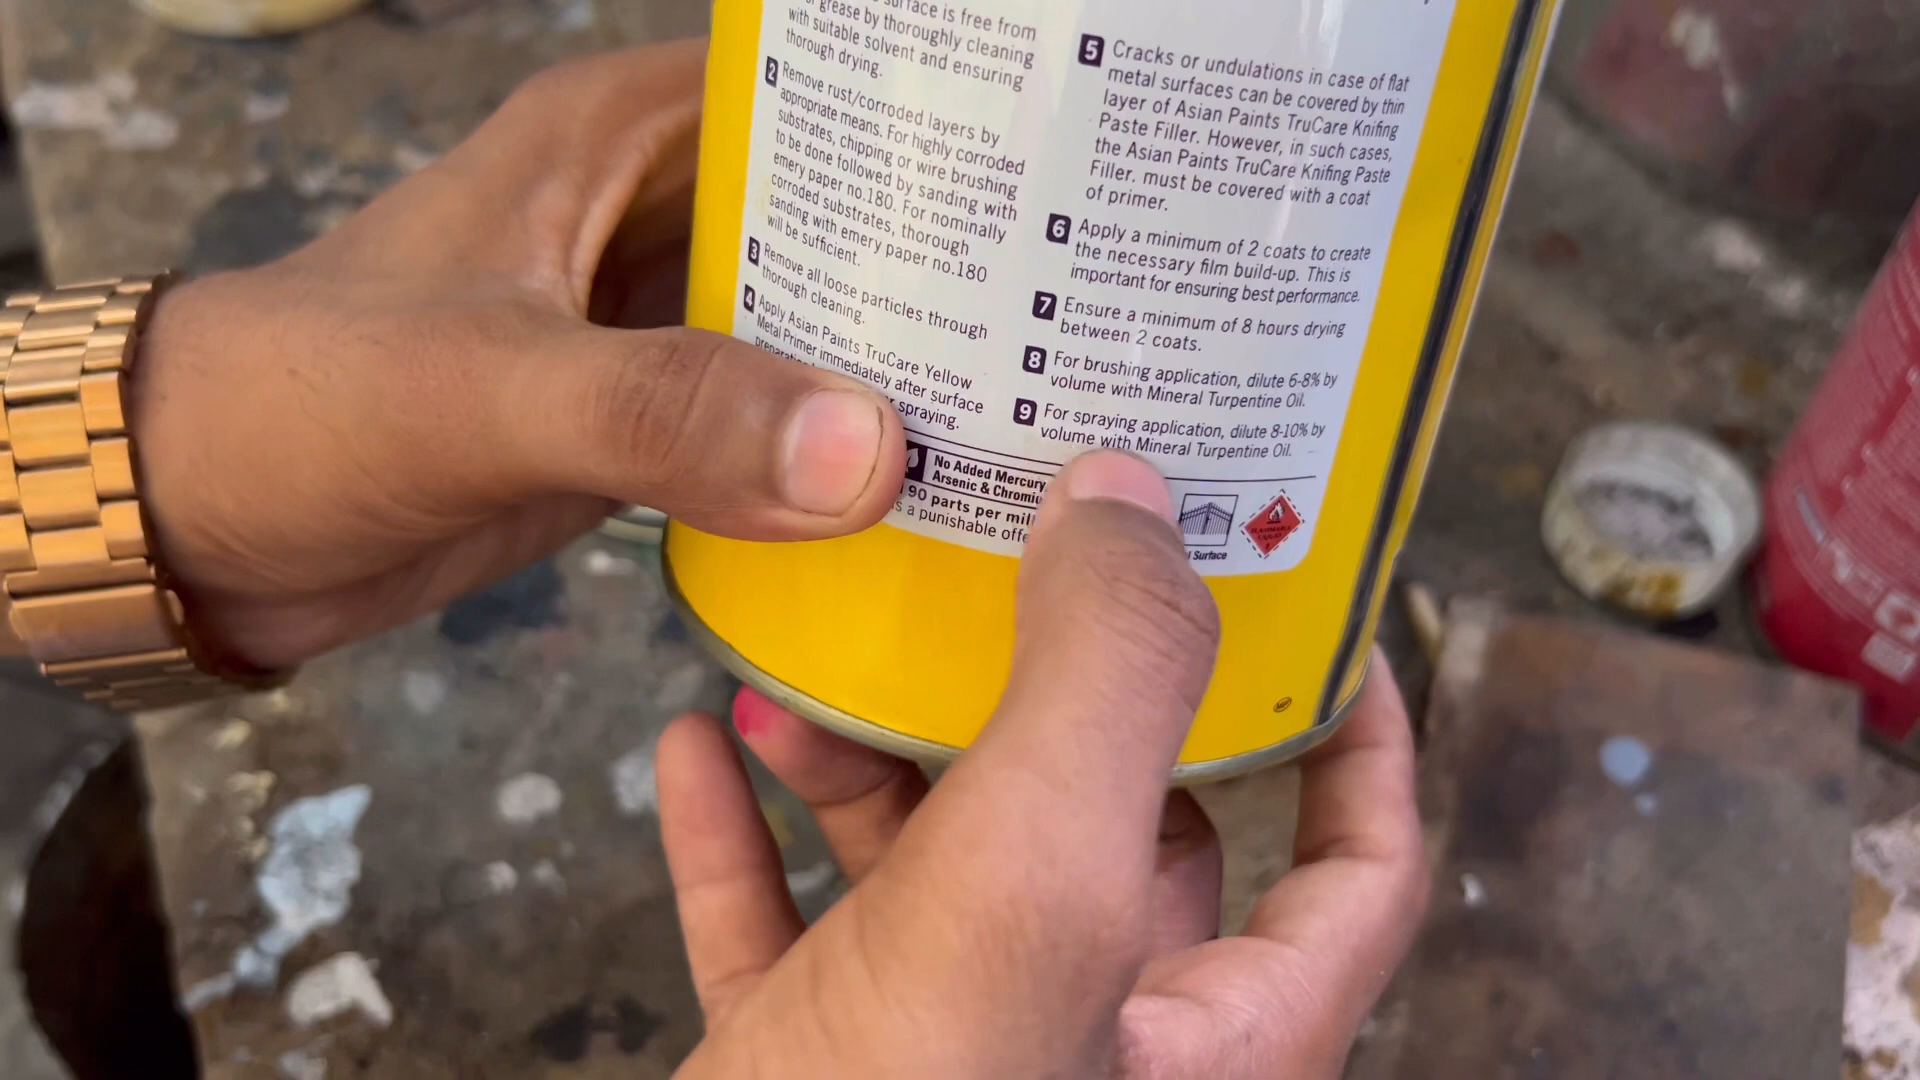 surface is free from
grease by thoroughly cleaning
with suitable solvent and ensuring
thorough drying.
2 Remove rust/corroded layers by
appropriate means. For highly corroded
substrates, chipping or wire brushing
to be done followed by sanding with
emery paper no.180. For nominally
corroded substrates, thorough
sanding with emery paper no.180
will be sufficient.
3 Remove all loose particles through
thorough cleaning.
4 Apply Asian Paints TruCare Yellow
Metal Primer immediately after surface
spraying.
5 Cracks or undulations in case of flat
metal surfaces can be covered by thin
layer of Asian Paints TruCare Knifing
Paste Filler. However, in such cases,
the Asian Paints TruCare Knifing Paste
Filler. must be covered with a coat
of primer.
6 Apply a minimum of 2 coats to create
the necessary film build-up. This is
important for ensuring best performance.
7 Ensure a minimum of 8 hours drying
between 2 coats.
8 For brushing application, dilute 6-8% by
volume with Mineral Turpentine Oil.
9 For spraying application, dilute 8-10% by
volume with Mineral Turpentine Oil.
No Added Mercury,
Arsenic & Chromiu
90 parts per mil
s a punishable offe
Surface
FLAMMABLE
LIQUID